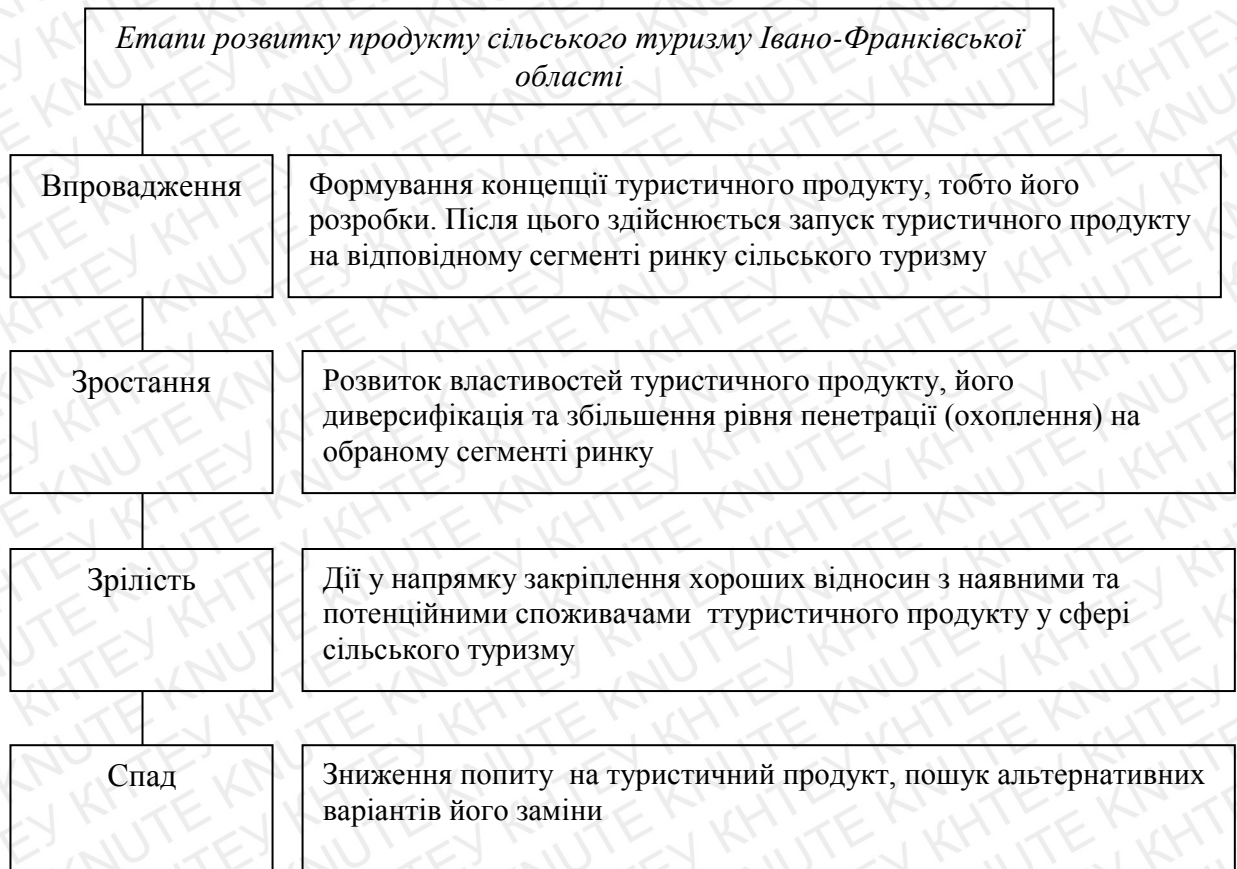 Етапи розвитку продукту сільського туризму Івано-Франківської
області
Впровадження
Формування концепції туристичного продукту, тобто його
розробки. Після цього здійснюється запуск туристичного продукту
на відповідному сегменті ринку сільського туризму
Зростання
Розвиток властивостей туристичного продукту, його
диверсифікація та збільшення рівня пенетрації (охоплення) на
обраному сегменті ринку
Зрілість
Дії у напрямку закріплення хороших відносин з наявними та
потенційними споживачами ттуристичного продукту у сфері
сільського туризму
Спад
Зниження попиту на туристичний продукт, пошук альтернативних
варіантів його заміни